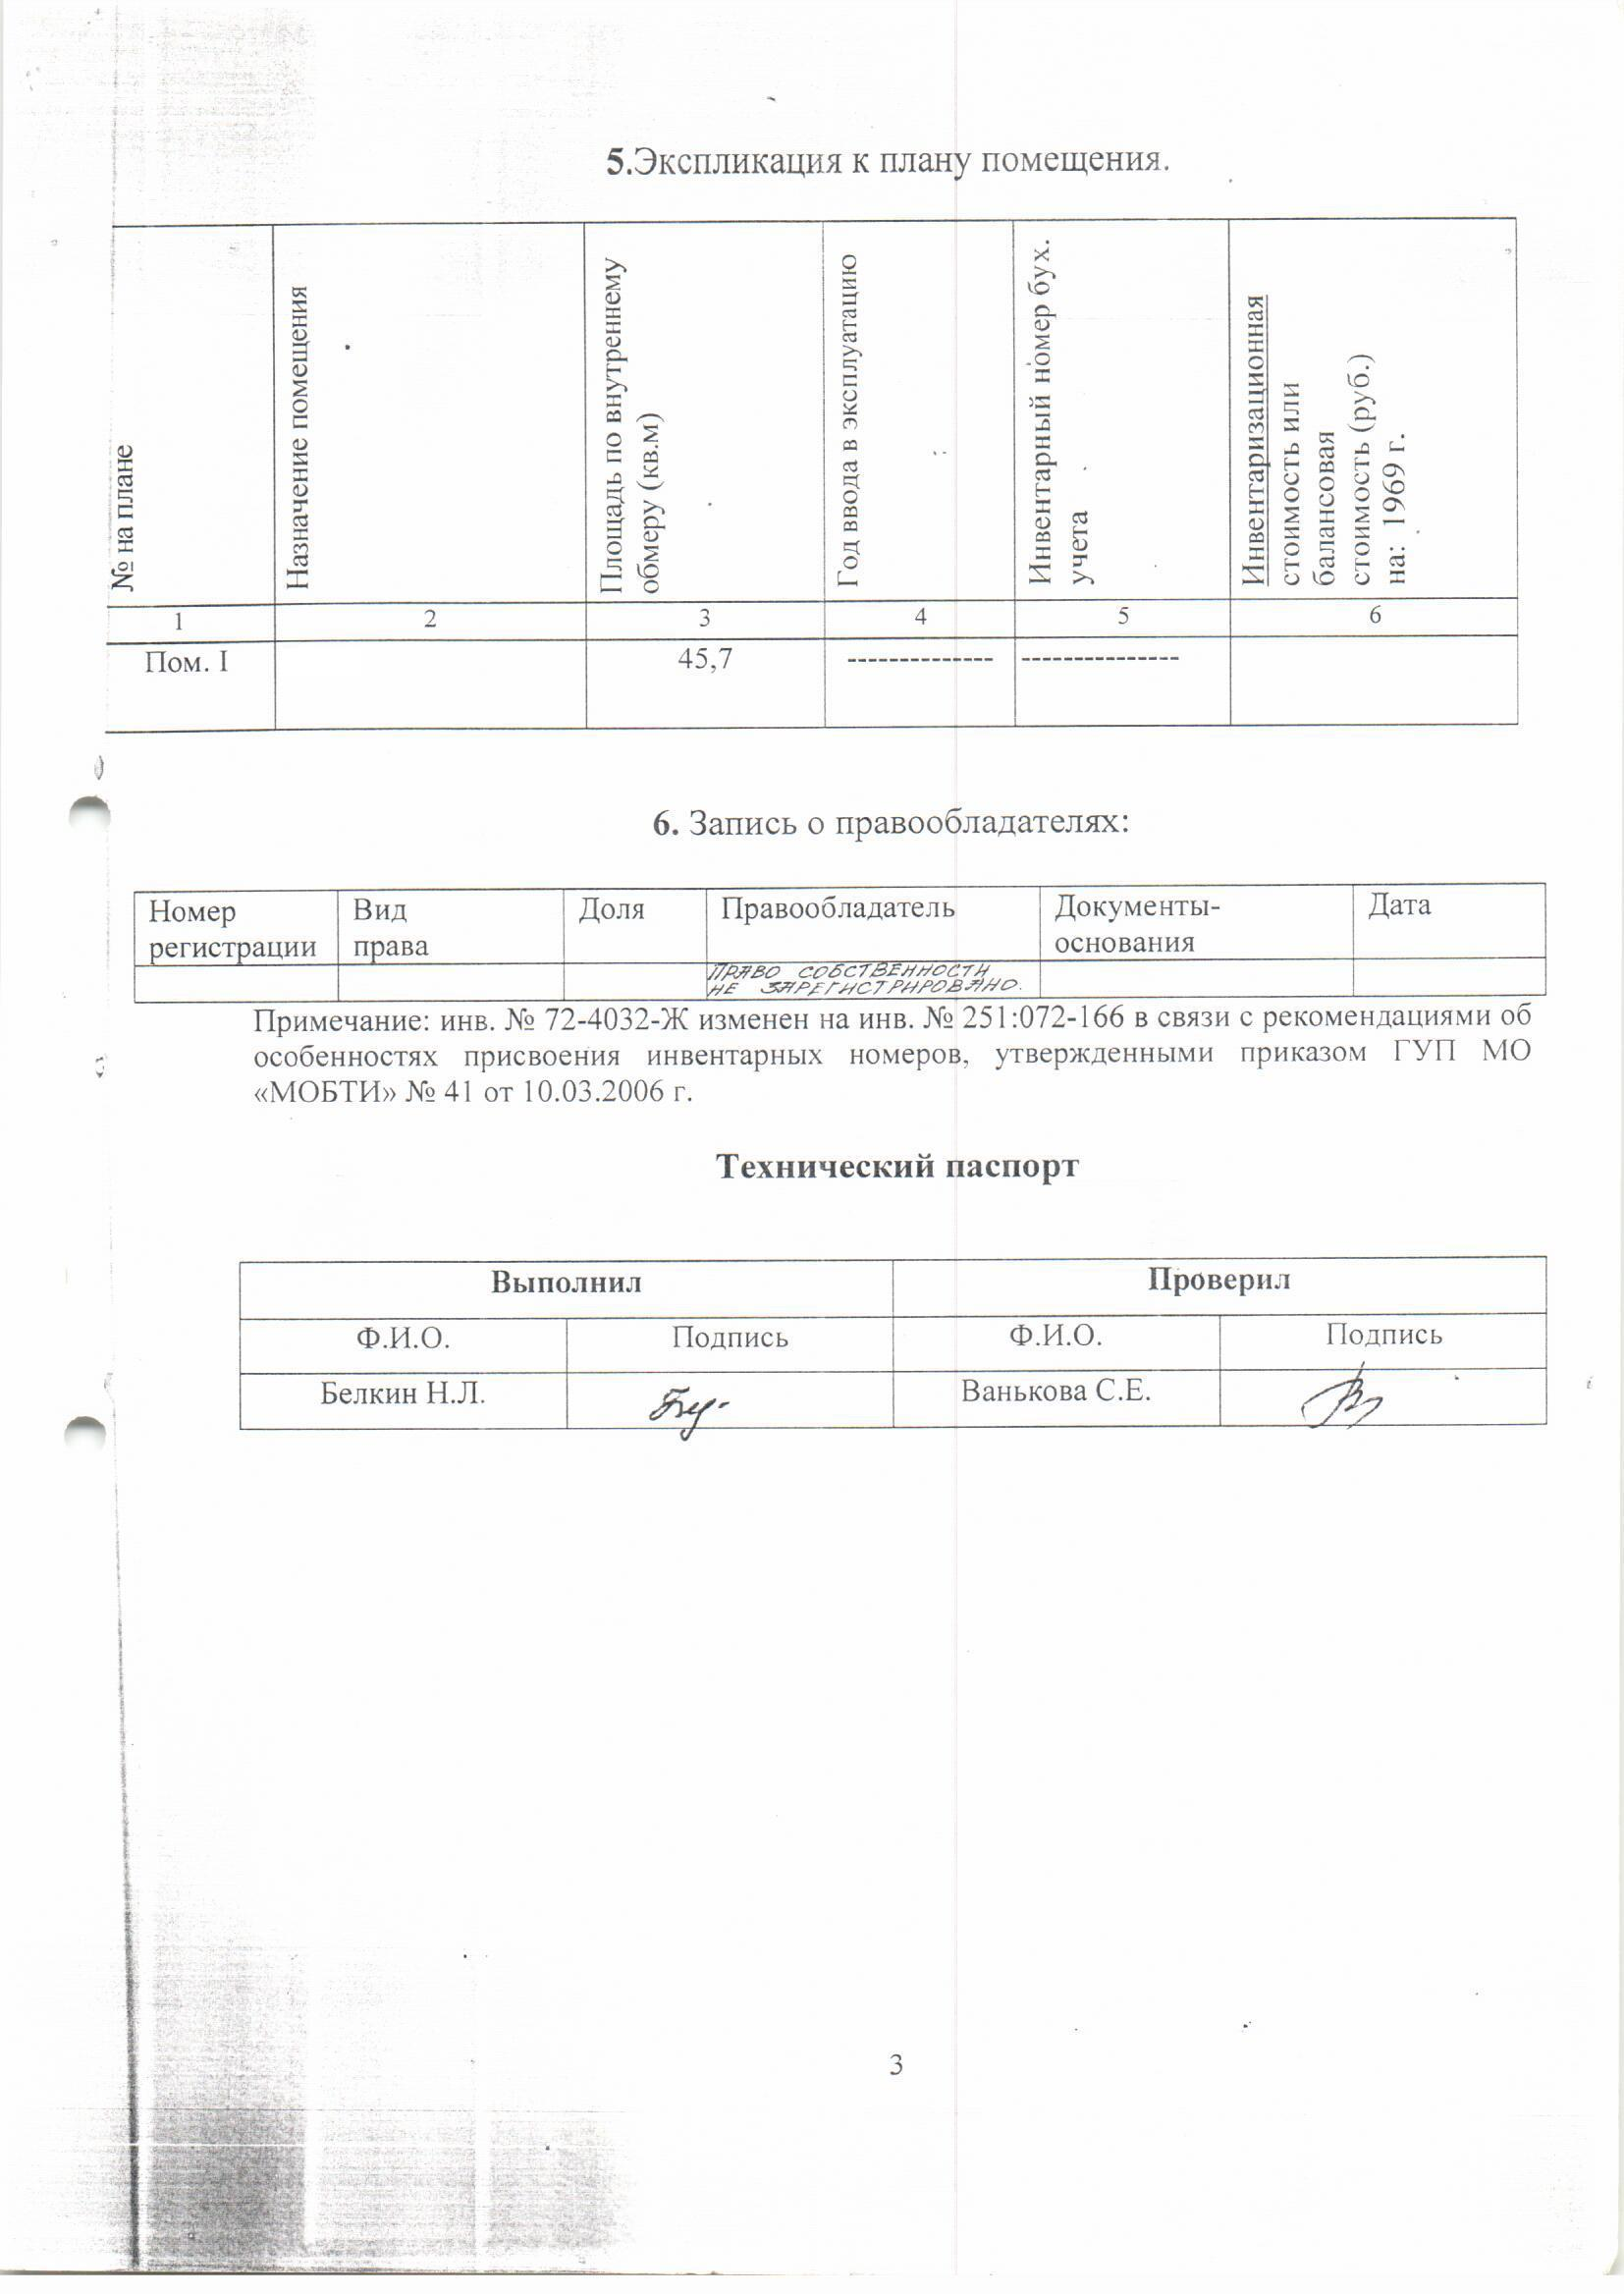 5.Экспликация к плану помещения.
№ на плане
Назначение помещения
Площадь по внутреннему
обмеру (кв.м)
Год ввода в эксплуатацию
Инвентарный номер бух.
учета
Инвентаризационная
стоимость или
балансовая
стоимость (руб.)
на: 1969 г.
1 2 3 4 5 6
Пом. I 45,7 -------------- ---------------
6. Запись о правообладателях:
Номер регистрации
Вид права
Доля
Правообладатель
Документы-
основания
Дата
ПРАВО СОБСТВЕННОСТИ
НЕ ЗАРЕГИСТРИРОВАНО.
Примечание: инв. № 72-4032-Ж изменен на инв. № 251:072-166 в связи с рекомендациями об
особенностях присвоения инвентарных номеров, утвержденными приказом ГУП МО
«МОБТИ» № 41 от 10.03.2006 г.
Технический паспорт
Выполнил Проверил
Ф.И.О. Подпись Ф.И.О. Подпись
Белкин Н.Л. Ванькова С.Е.
3